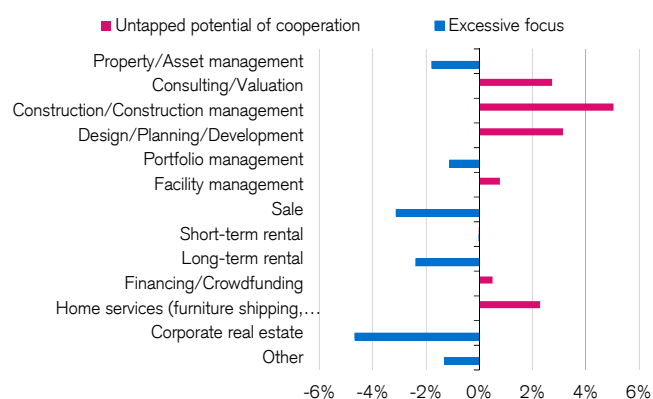 Untapped potential of cooperation Excessive focus
Property/Asset management
Consulting/Valuation
Construction/Construction management
Design/Planning/Development
Portfolio management
Facility management
Sale
Short-term rental
Long-term rental
Financing/Crowdfunding
Home services (furniture shipping,…
Corporate real estate
Other
-6% -4% -2% 0% 2% 4% 6%